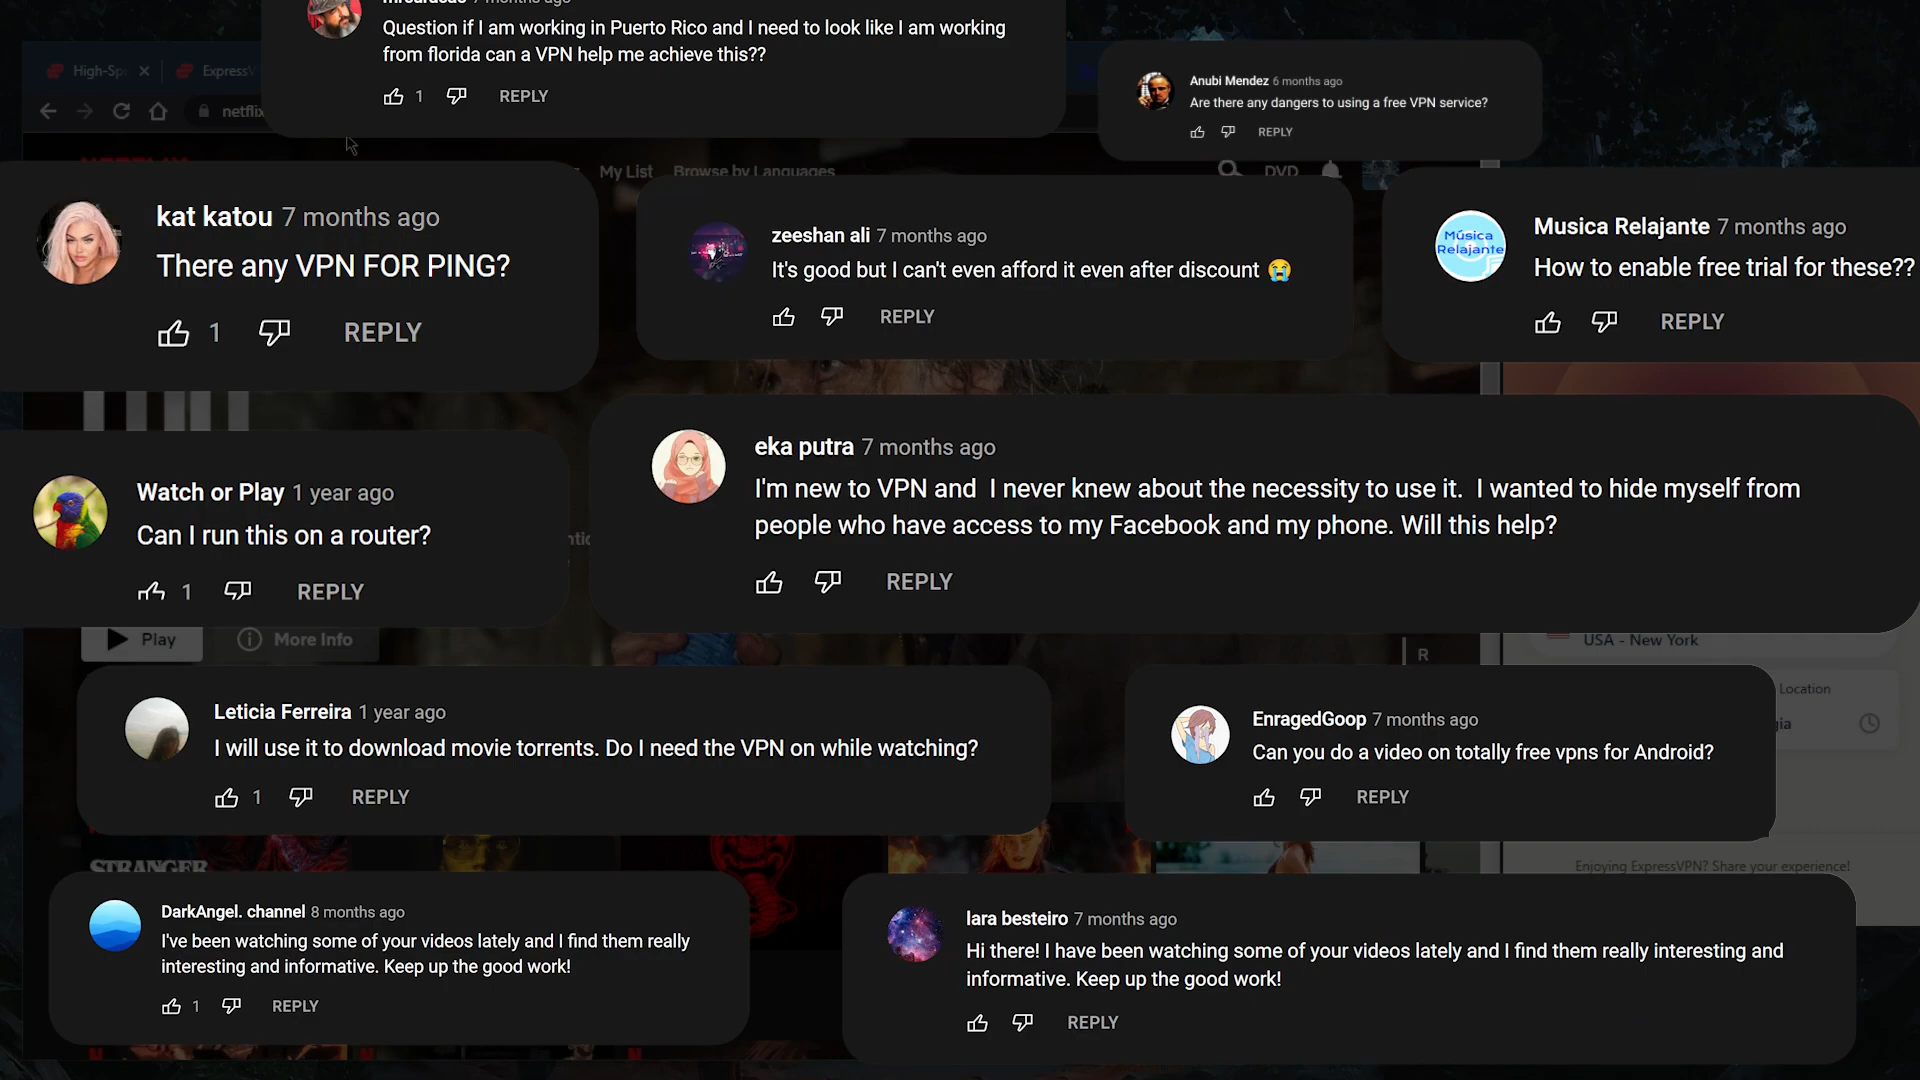 7 months ago
Question if I am working in Puerto Rico and I need to look like I am working
from florida can a VPN help me achieve this??
1 REPLY
Anubi Mendez 6 months ago
Are there any dangers to using a free VPN service?
REPLY
High-Sp
ExpressV
netflix
My List
Browse by Languages
DVD
kat katou 7 months ago
There any VPN FOR PING?
1 REPLY
zeeshan ali 7 months ago
It's good but I can't even afford it even after discount 😭
REPLY
Música
Relajante
Musica Relajante 7 months ago
How to enable free trial for these??
REPLY
Watch or Play 1 year ago
Can I run this on a router?
1 REPLY
eka putra 7 months ago
I'm new to VPN and  I never knew about the necessity to use it.  I wanted to hide myself from
people who have access to my Facebook and my phone. Will this help?
REPLY
Play
More Info
R
USA - New York
Location
Leticia Ferreira 1 year ago
I will use it to download movie torrents. Do I need the VPN on while watching?
1 REPLY
EnragedGoop 7 months ago
Can you do a video on totally free vpns for Android?
REPLY
STRANGER
Enjoying ExpressVPN? Share your experience!
DarkAngel. channel 8 months ago
I've been watching some of your videos lately and I find them really
interesting and informative. Keep up the good work!
1 REPLY
lara besteiro 7 months ago
Hi there! I have been watching some of your videos lately and I find them really interesting and
informative. Keep up the good work!
REPLY